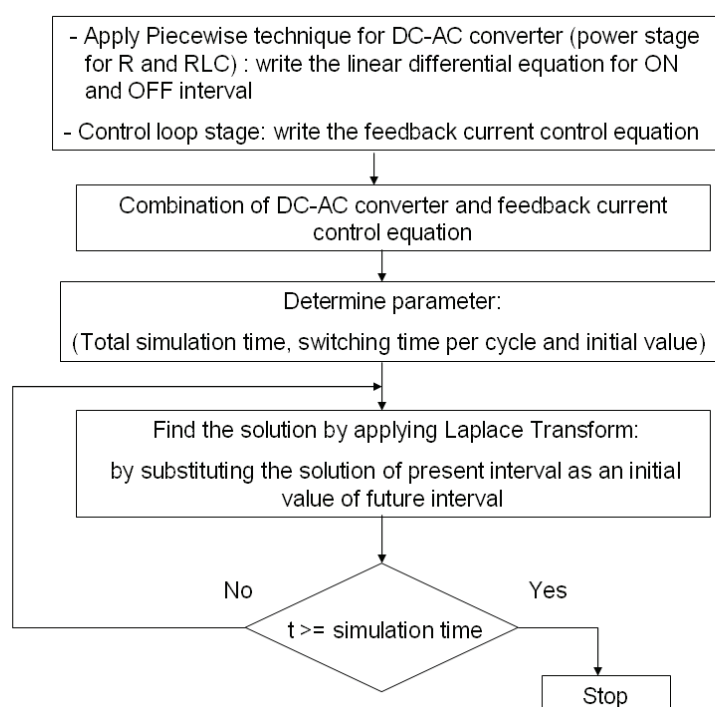 - Apply Piecewise technique for DC-AC converter (power stage
for R and RLC) : write the linear differential equation for ON
and OFF interval
- Control loop stage: write the feedback current control equation
Combination of DC-AC converter and feedback current
control equation
Determine parameter:
(Total simulation time, switching time per cycle and initial value)
Find the solution by applying Laplace Transform:
by substituting the solution of present interval as an initial
value of future interval
No
Yes
t >= simulation time
Stop